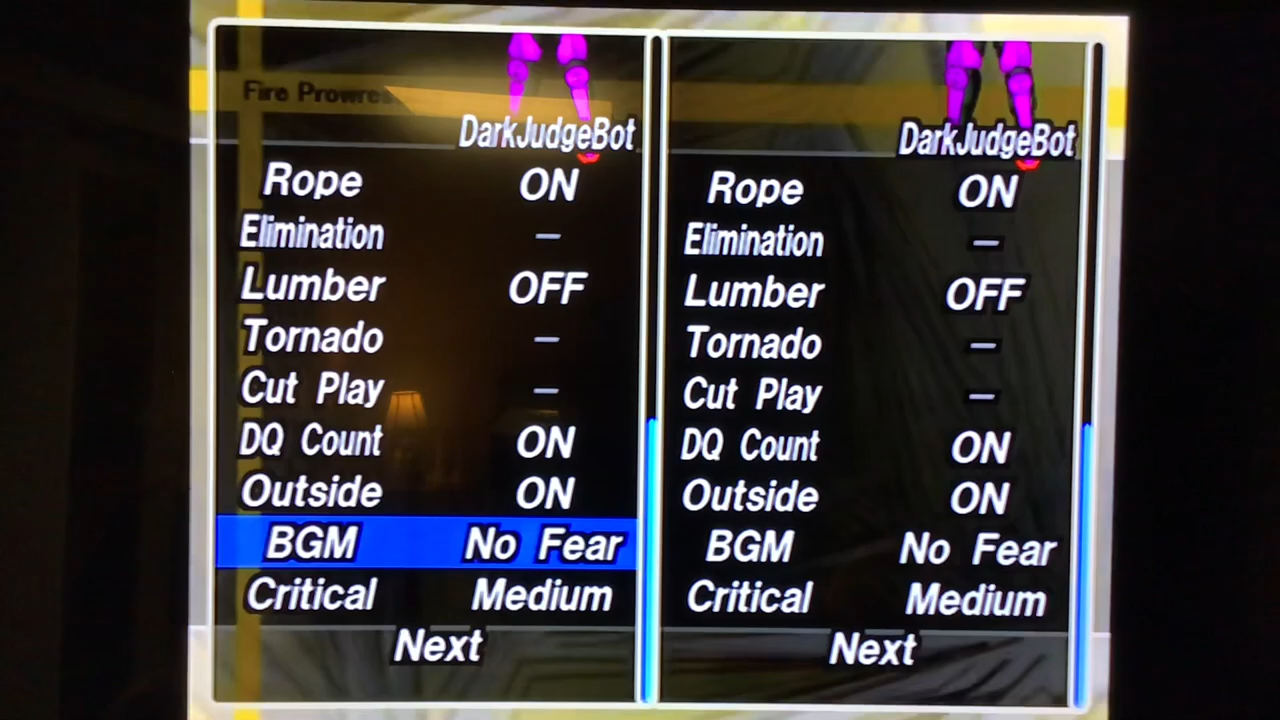 Fire Prowres
DarkJudgeBot
Rope ON
Elimination —
Lumber OFF
Tornado —
Cut Play —
DQ Count ON
Outside ON
BGM No Fear
Critical Medium
Next
DarkJudgeBot
Rope ON
Elimination —
Lumber OFF
Tornado —
Cut Play —
DQ Count ON
Outside ON
BGM No Fear
Critical Medium
Next